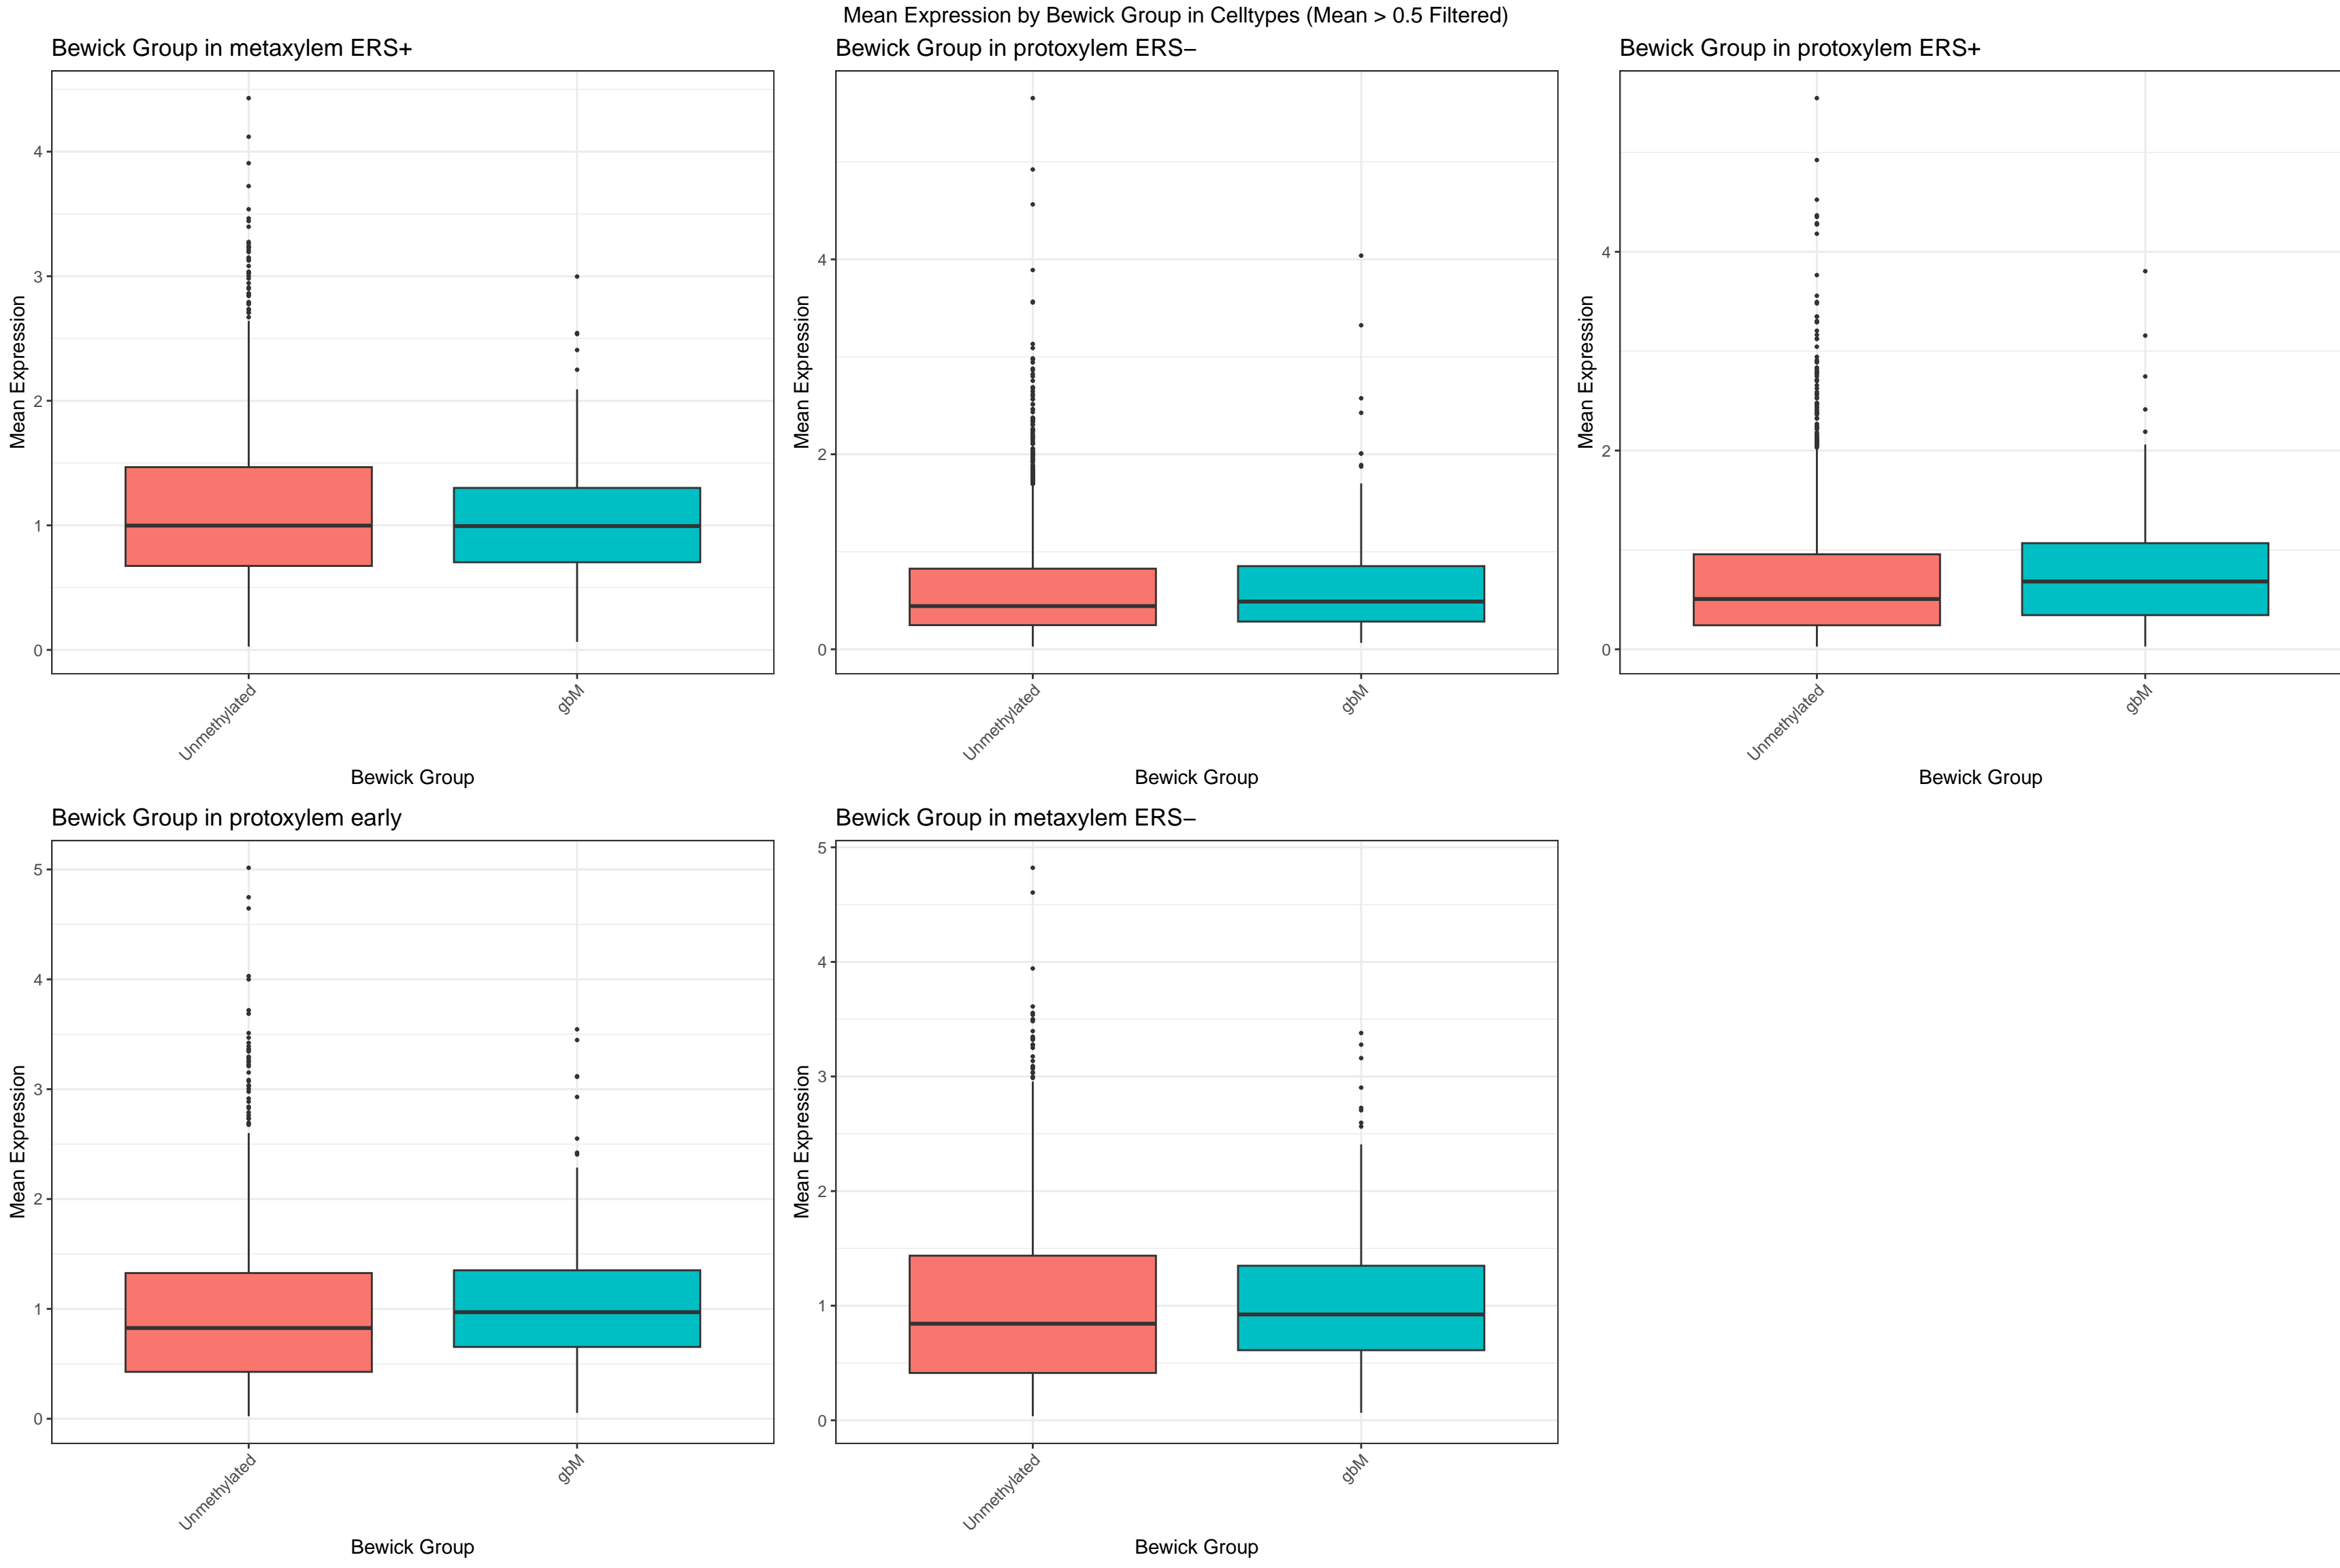 Mean Expression by Bewick Group in Celltypes (Mean > 0.5 Filtered)
Bewick Group in metaxylem ERS+
Mean Expression
4
3
2
1
0
Unmethylated
gbM
Bewick Group
Bewick Group in protoxylem ERS−
Mean Expression
4
2
0
Unmethylated
gbM
Bewick Group
Bewick Group in protoxylem ERS+
Mean Expression
4
2
0
Unmethylated
gbM
Bewick Group
Bewick Group in protoxylem early
Mean Expression
5
4
3
2
1
0
Unmethylated
gbM
Bewick Group
Bewick Group in metaxylem ERS−
Mean Expression
5
4
3
2
1
0
Unmethylated
gbM
Bewick Group